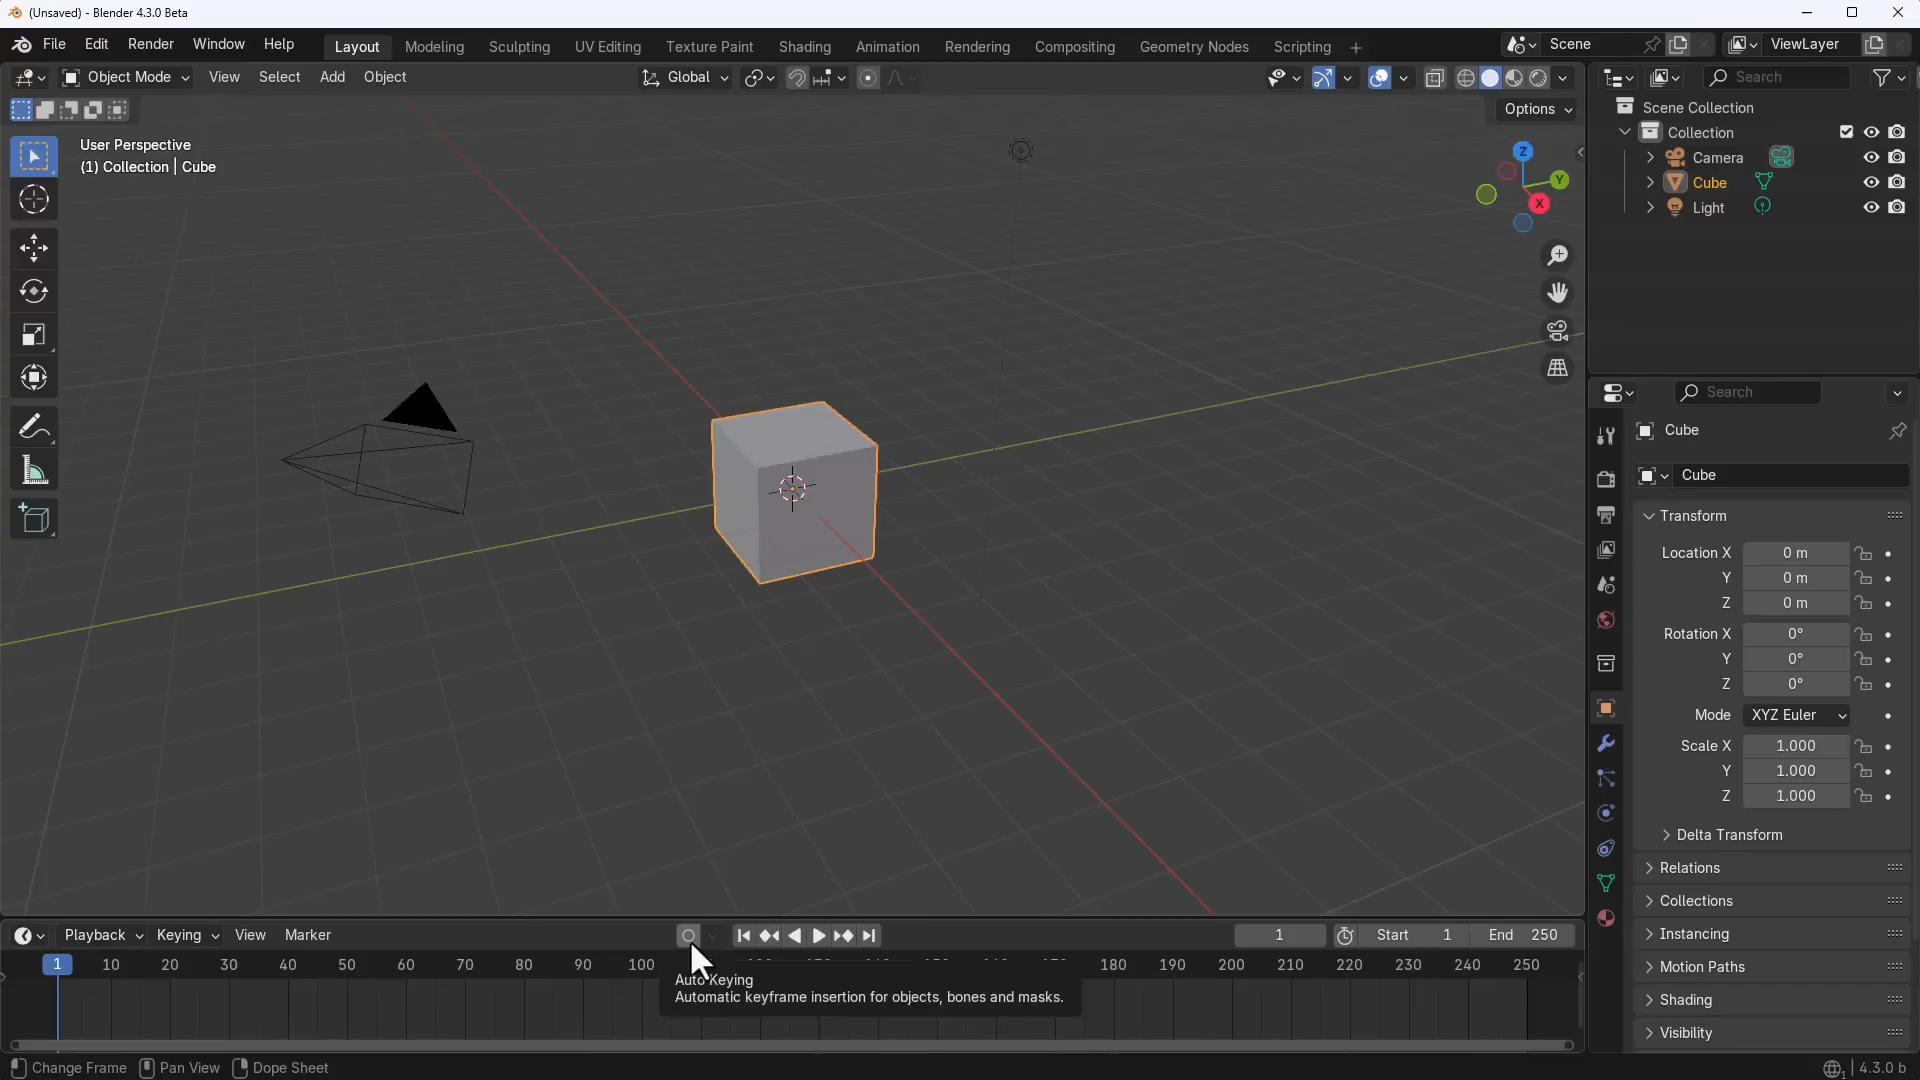 (Unsaved) - Blender 4.3.0 Beta
File Edit Render Window Help
Layout Modeling Sculpting UV Editing Texture Paint Shading Animation Rendering Compositing Geometry Nodes Scripting +
Scene
ViewLayer
Object Mode View Select Add Object
Global
Options
User Perspective
(1) Collection | Cube
Z
Y
X
Search
Scene Collection
Collection
Camera
Cube
Light
Search
Cube
Cube
Transform
Location X 0 m
Y 0 m
Z 0 m
Rotation X 0°
Y 0°
Z 0°
Mode XYZ Euler
Scale X 1.000
Y 1.000
Z 1.000
Delta Transform
Relations
Collections
Instancing
Motion Paths
Shading
Visibility
Playback Keying View Marker
1
Start 1
End 250
1 10 20 30 40 50 60 70 80 90 100 180 190 200 210 220 230 240 250
Auto Keying
Automatic keyframe insertion for objects, bones and masks.
Change Frame Pan View Dope Sheet
1 4.3.0 b